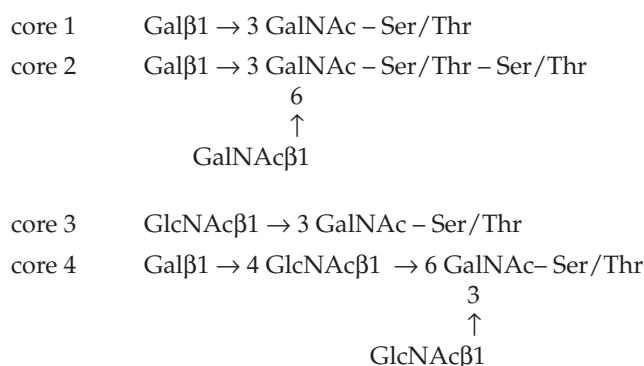 core 1 Galβ1 → 3 GalNAc – Ser/Thr
core 2 Galβ1 → 3 GalNAc – Ser/Thr – Ser/Thr
6
↑
GalNAcβ1
core 3 GlcNAcβ1 → 3 GalNAc – Ser/Thr
core 4 Galβ1 → 4 GlcNAcβ1 → 6 GalNAc– Ser/Thr
3
↑
GlcNAcβ1